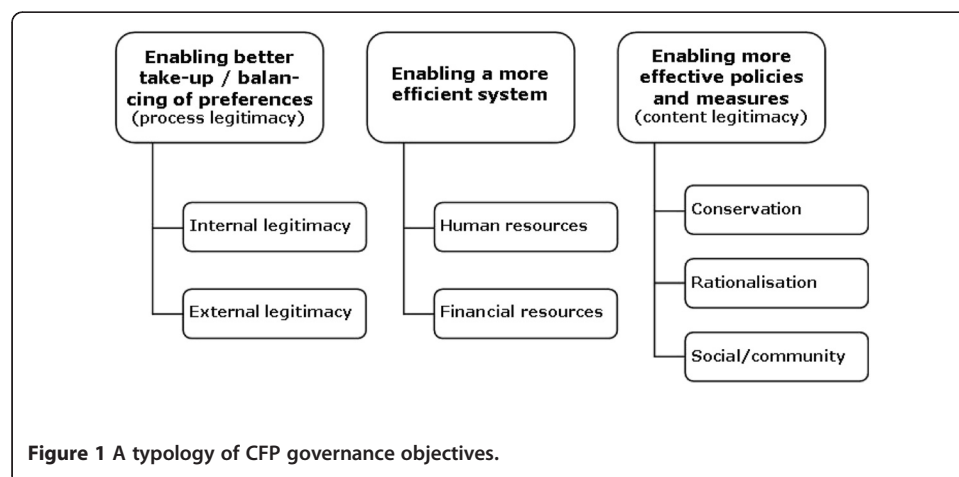 Enabling better
take-up / balan-
cing of preferences
(process legitimacy)
Internal legitimacy
External legitimacy
Enabling a more
efficient system
Human resources
Financial resources
Enabling more
effective policies
and measures
(content legitimacy)
Conservation
Rationalisation
Social/community
Figure 1 A typology of CFP governance objectives.